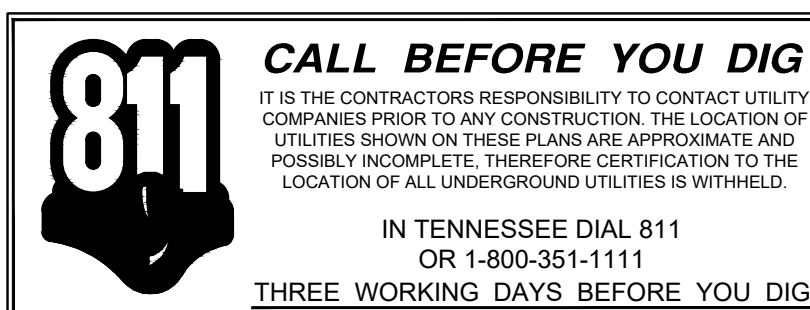 811
CALL BEFORE YOU DIG
IT IS THE CONTRACTORS RESPONSIBILITY TO CONTACT UTILITY
COMPANIES PRIOR TO ANY CONSTRUCTION. THE LOCATION OF
UTILITIES SHOWN ON THESE PLANS ARE APPROXIMATE AND
POSSIBLY INCOMPLETE, THEREFORE CERTIFICATION TO THE
LOCATION OF ALL UNDERGROUND UTILITIES IS WITHHELD.
IN TENNESSEE DIAL 811
OR 1-800-351-1111
THREE WORKING DAYS BEFORE YOU DIG